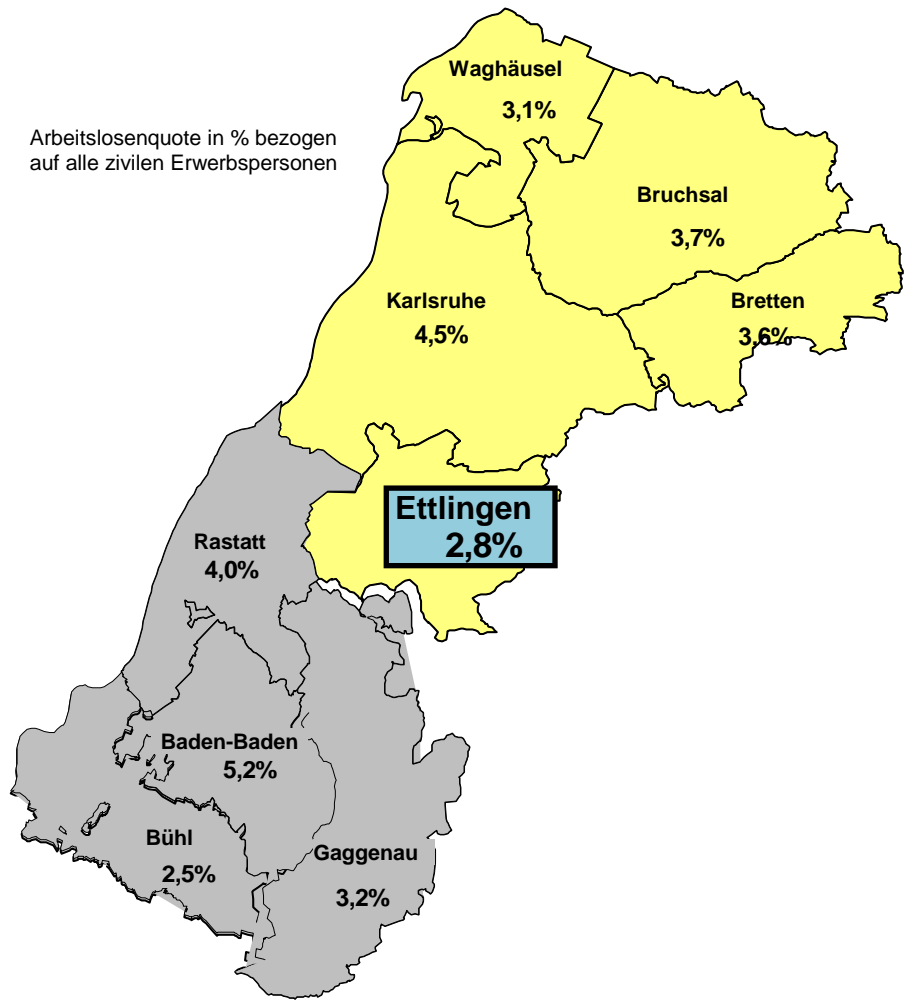 Waghäusel
3,1%
Arbeitslosenquote in % bezogen
auf alle zivilen Erwerbspersonen
Bruchsal
3,7%
Karlsruhe
4,5%
Bretten
3,6%
Ettlingen
2,8%
Rastatt
4,0%
Baden-Baden
5,2%
Bühl
2,5%
Gaggenau
3,2%